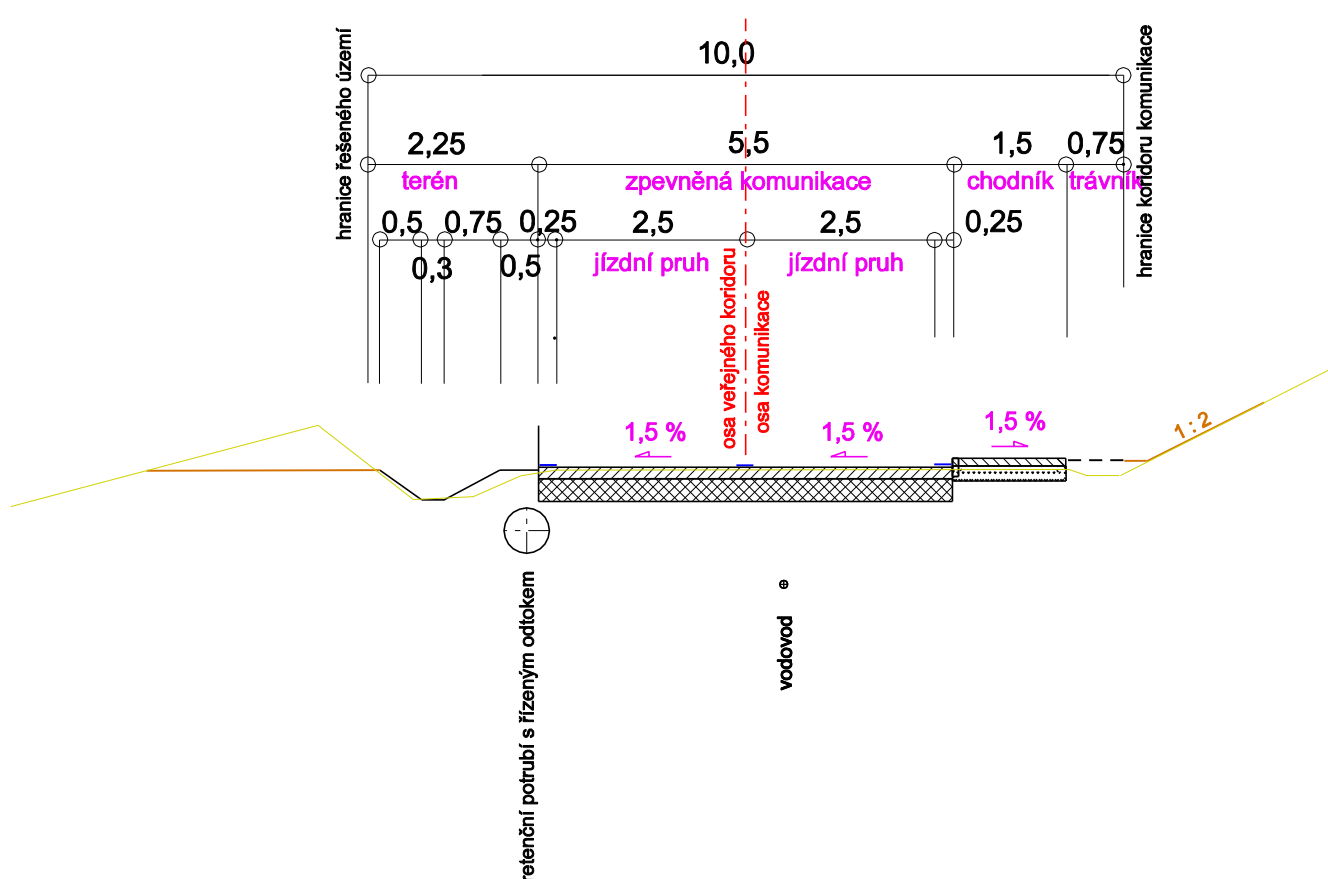 10,0
hranice řešeného území
hranice koridoru komunikace
2,25
5,5
1,5
0,75
terén
zpevněná komunikace
chodník
trávník
0,5
0,75
0,25
2,5
2,5
0,25
0,3
0,5
jízdní pruh
jízdní pruh
osa veřejného koridoru
osa komunikace
1,5 %
1,5 %
1,5 %
1:2
retenční potrubí s řízeným odtokem
vodovod